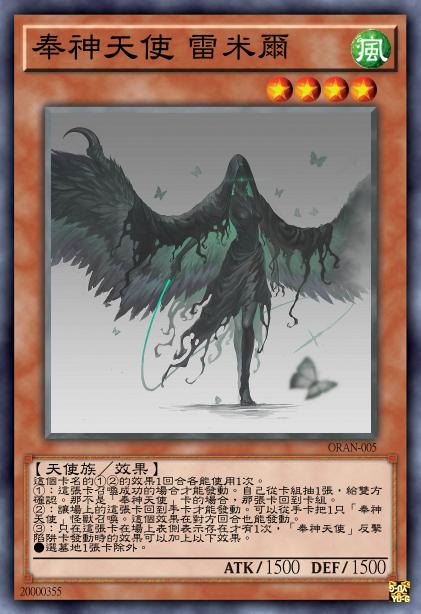 奉神天使 雷米爾
風
ORAN-005
【天使族／效果】
這個卡名的①②的效果1回合各能使用1次。
①：這張卡召喚成功的場合才能發動。自己從卡組抽1張，給雙方
確認。那不是「奉神天使」卡的場合，那張卡回到卡組。
②：讓場上的這張卡回到手卡才能發動。可以從手卡把1只「奉神
天使」怪獸召喚。這個效果在對方回合也能發動。
③：只在這張卡在場上表側表示存在才有1次，「奉神天使」反擊
陷阱卡發動時的效果可以加上以下效果。
●選墓地1張卡除外。
ATK/1500 DEF/1500
20000355